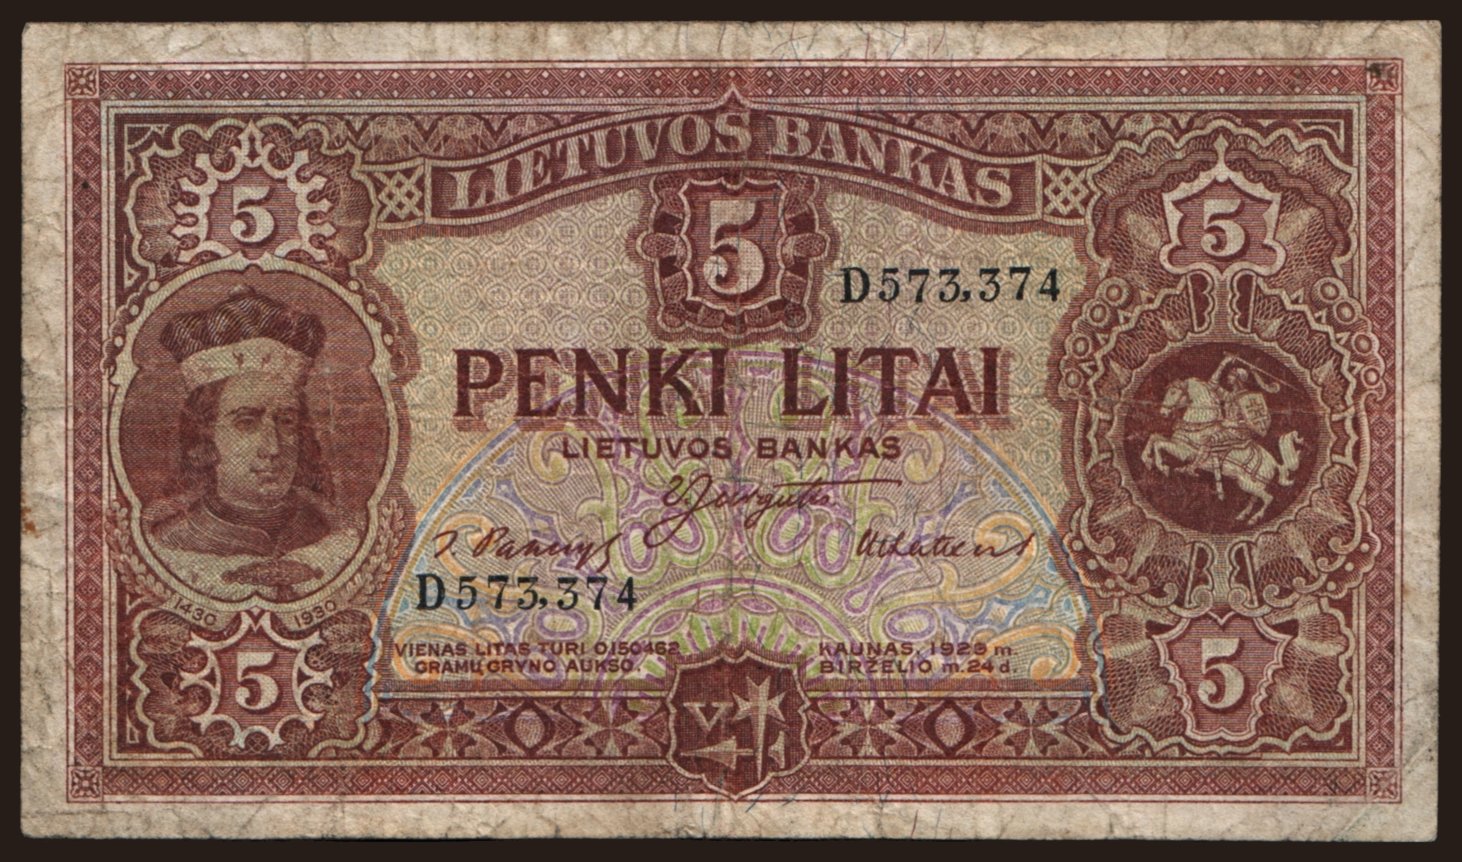 LIETUVOS BANKAS
5
5
5
D573,374
PENKI LITAI
LIETUVOS BANKAS
D573,374
1430 1930
VIENAS LITAS TURI 0,150462
GRAMŲ GRYNO AUKSO.
KAUNAS, 1929 m.
BIRŽELIO m. 24 d.
5
5